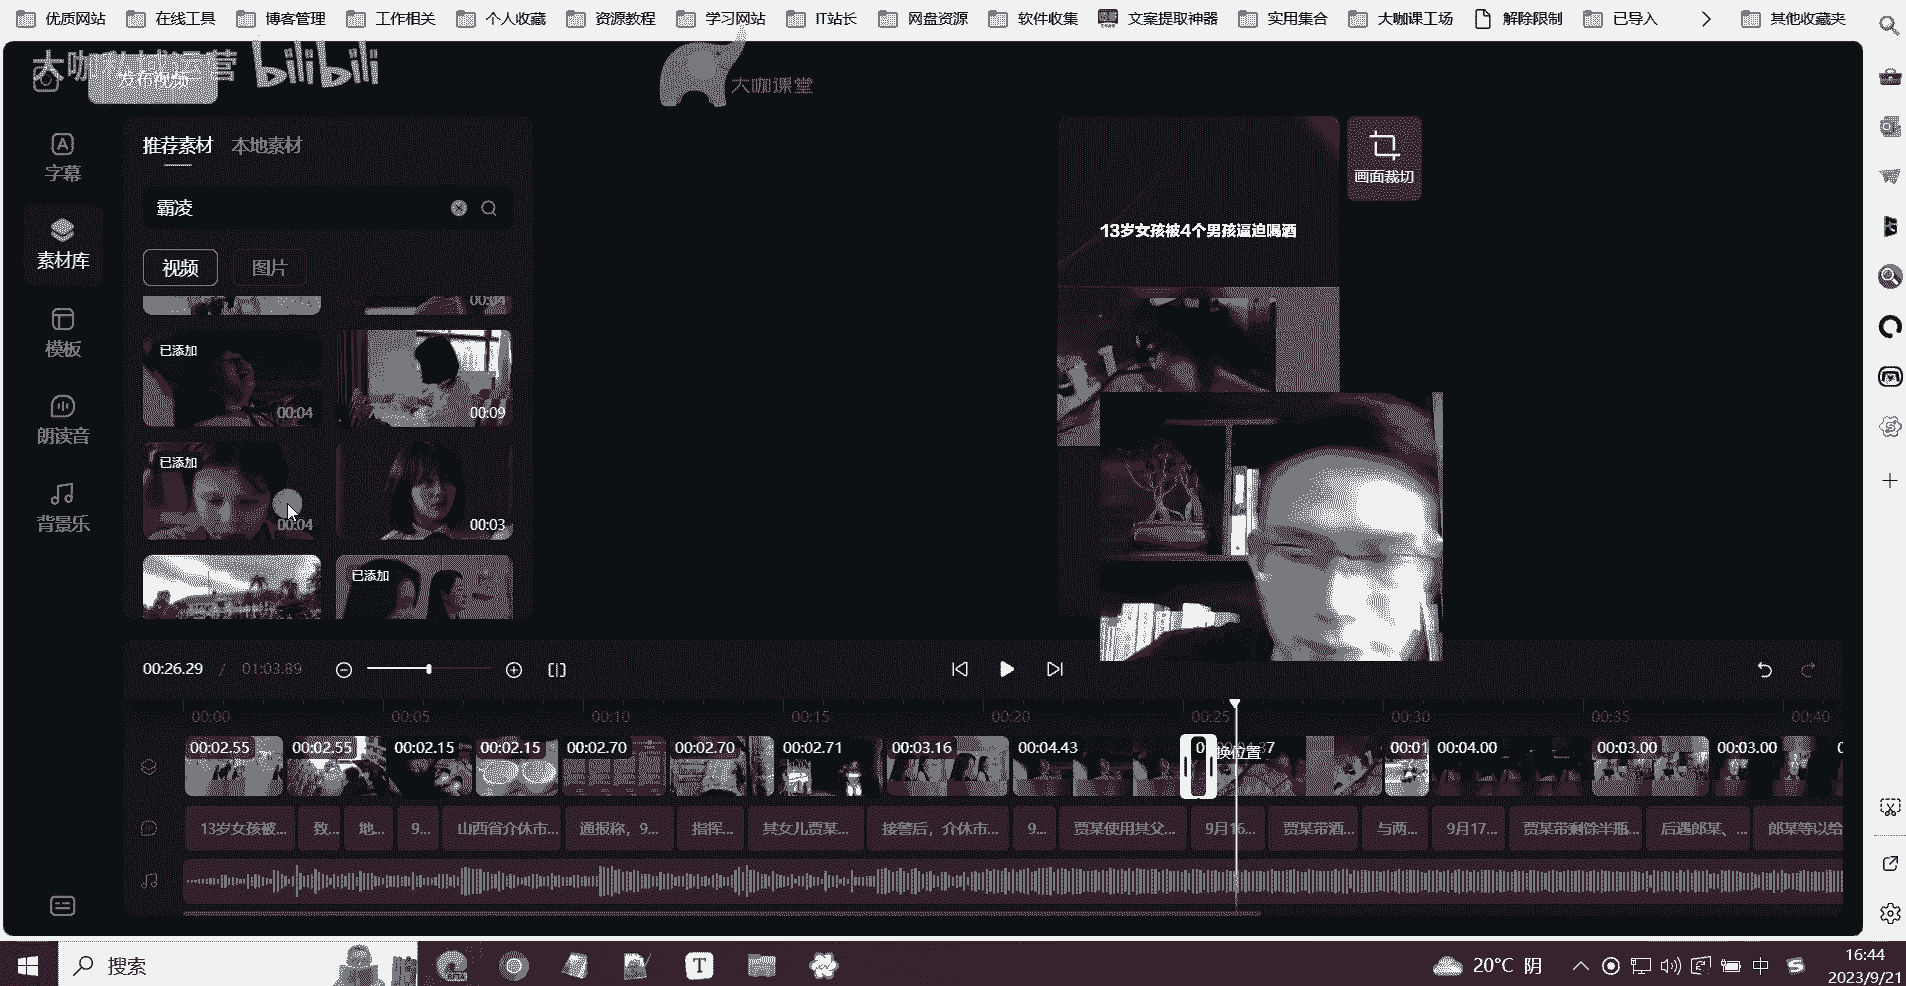 优质网站 在线工具 博客管理 工作相关 个人收藏 资源教程 学习网站 IT站长 网盘资源 软件收集 文案提取神器 实用集合 大咖课工场 解除限制 已导入 其他收藏夹
bilibili
发布视频
大咖课堂
字幕
素材库
模板
朗读音
背景乐
推荐素材 本地素材
霸凌
视频 图片
00:04
已添加
00:04 00:09
已添加
00:04 00:03
已添加
画面裁切
13岁女孩被4个男孩逼迫喝酒
00:26.29 / 01:03.89
00:00 00:05 00:10 00:15 00:20 00:25 00:30 00:35 00:40
00:02.55 00:02.55 00:02.15 00:02.15 00:02.70 00:02.70 00:02.71 00:03.16 00:04.43 换位置 00:01 00:04.00 00:03.00 00:03.00
13岁女孩被... 致... 地... 9... 山西省介休市... 通报称，9... 指挥... 其女儿贾某... 接警后，介休市... 9... 贾某使用其父... 9月16... 贾某带酒... 与两... 9月17... 贾某带剩馀半瓶... 后遇郎某、... 郎某等以给
搜索
T
20°C 阴
中
16:44
2023/9/21